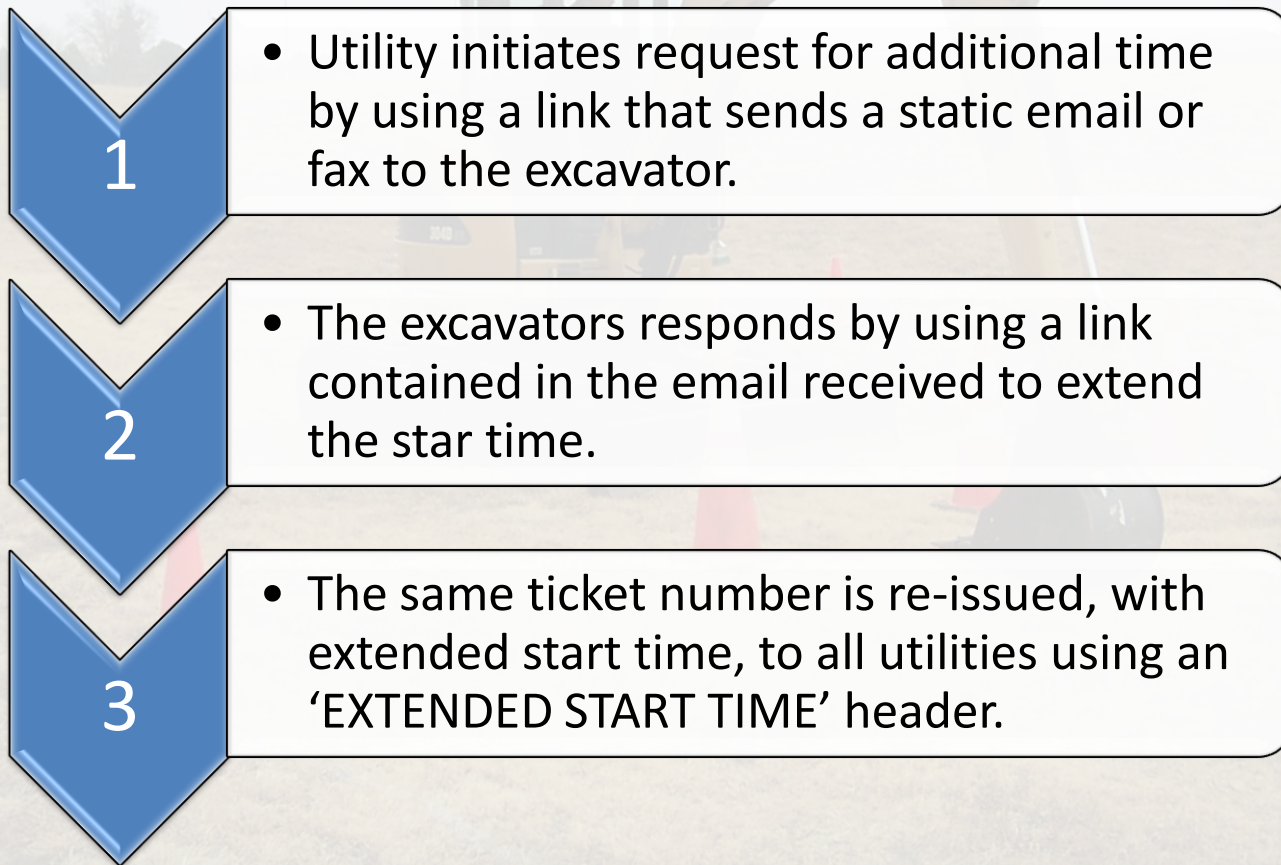 1
• Utility initiates request for additional time
by using a link that sends a static email or
fax to the excavator.
2
• The excavators responds by using a link
contained in the email received to extend
the star time.
3
• The same ticket number is re-issued, with
extended start time, to all utilities using an
‘EXTENDED START TIME’ header.